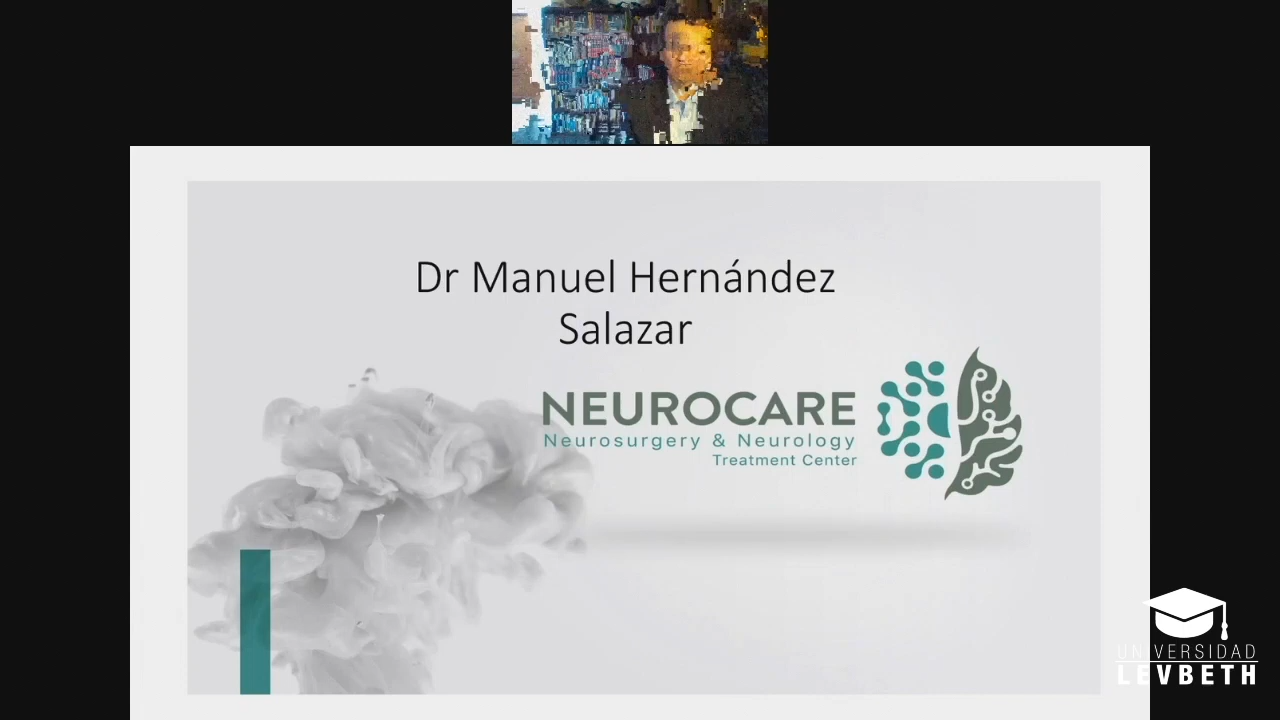 Dr Manuel Hernández
Salazar
NEUROCARE
Neurosurgery & Neurology
Treatment Center
UNIVERSIDAD
LEVBETH